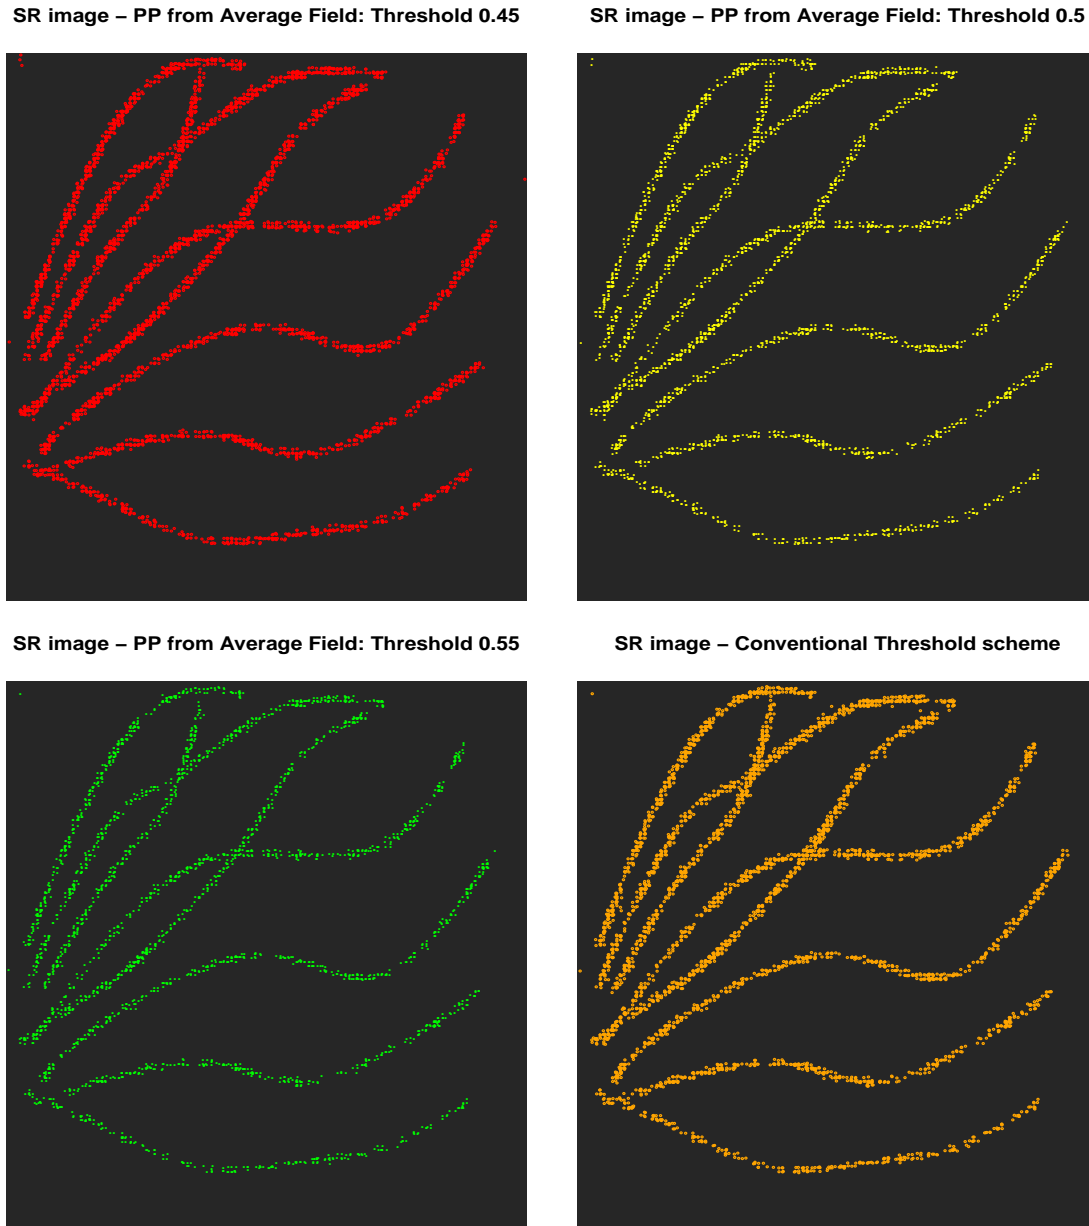 SR image – PP from Average Field: Threshold 0.45
SR image – PP from Average Field: Threshold 0.5
SR image – PP from Average Field: Threshold 0.55
SR image – Conventional Threshold scheme